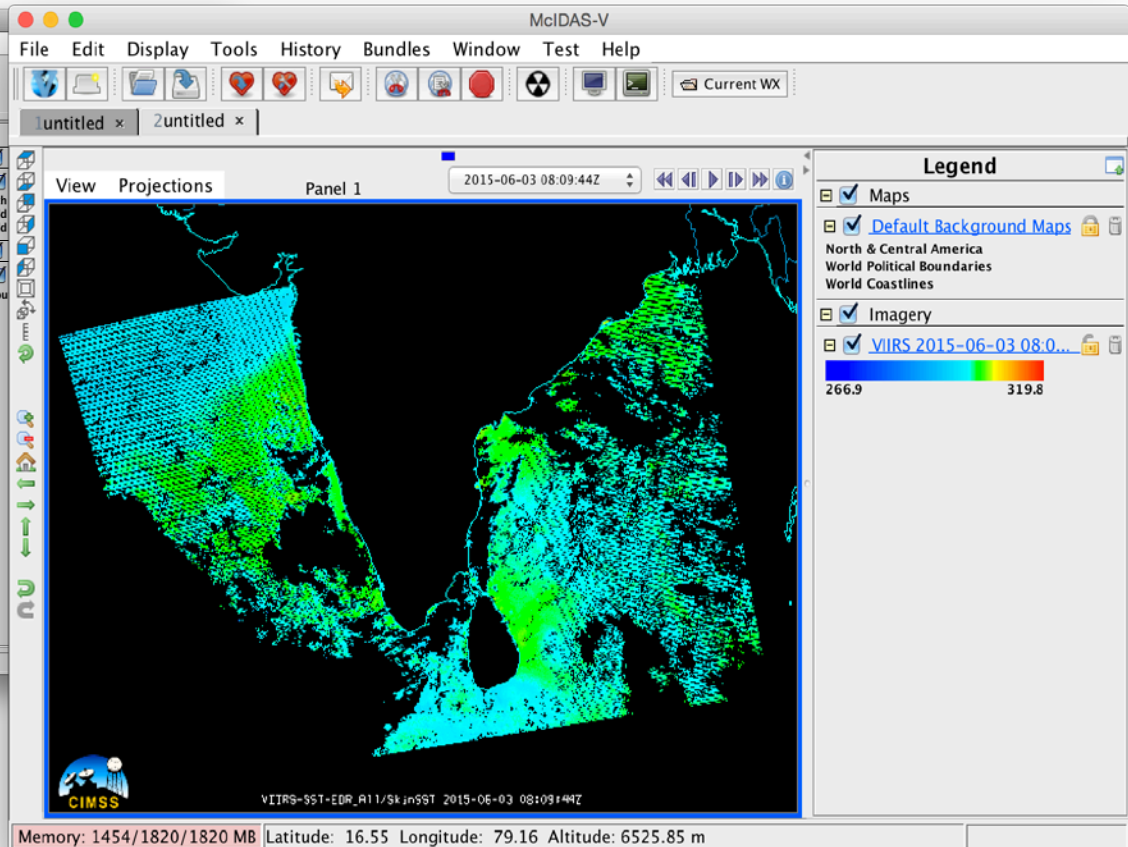 McIDAS-V
File Edit Display Tools History Bundles Window Test Help
Current WX
1untitled × 2untitled ×
View Projections
Panel 1
2015-06-03 08:09:44Z
Legend
Maps
Default Background Maps
North & Central America
World Political Boundaries
World Coastlines
Imagery
VIIRS 2015-06-03 08:0...
266.9 319.8
CIMSS
VIIRS-SST-EDR_All/SkinSST 2015-06-03 08:09:44Z
Memory: 1454/1820/1820 MB Latitude: 16.55 Longitude: 79.16 Altitude: 6525.85 m